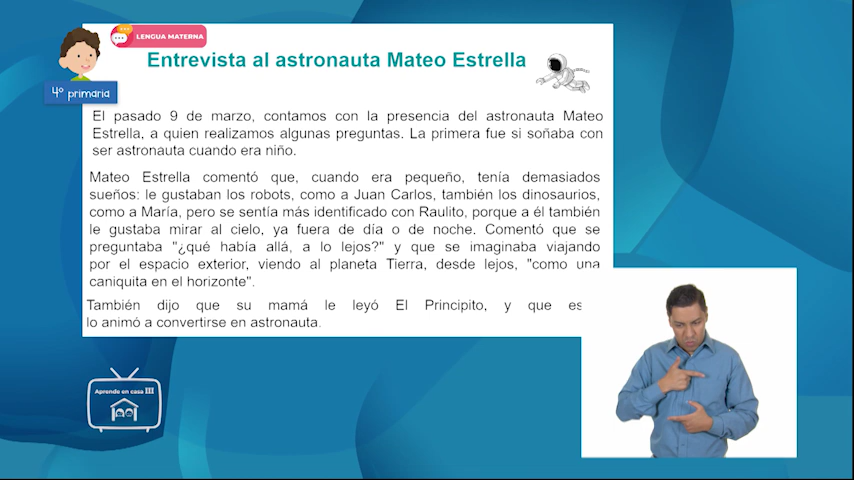 LENGUA MATERNA
4º primaria
Entrevista al astronauta Mateo Estrella
El pasado 9 de marzo, contamos con la presencia del astronauta Mateo
Estrella, a quien realizamos algunas preguntas. La primera fue si soñaba con
ser astronauta cuando era niño.
Mateo Estrella comentó que, cuando era pequeño, tenía demasiados
sueños: le gustaban los robots, como a Juan Carlos, también los dinosaurios,
como a María, pero se sentía más identificado con Raulito, porque a él también
le gustaba mirar al cielo, ya fuera de día o de noche. Comentó que se
preguntaba "¿qué había allá, a lo lejos?" y que se imaginaba viajando
por el espacio exterior, viendo al planeta Tierra, desde lejos, "como una
caniquita en el horizonte".
También dijo que su mamá le leyó El Principito, y que
lo animó a convertirse en astronauta.
Aprende en casa III